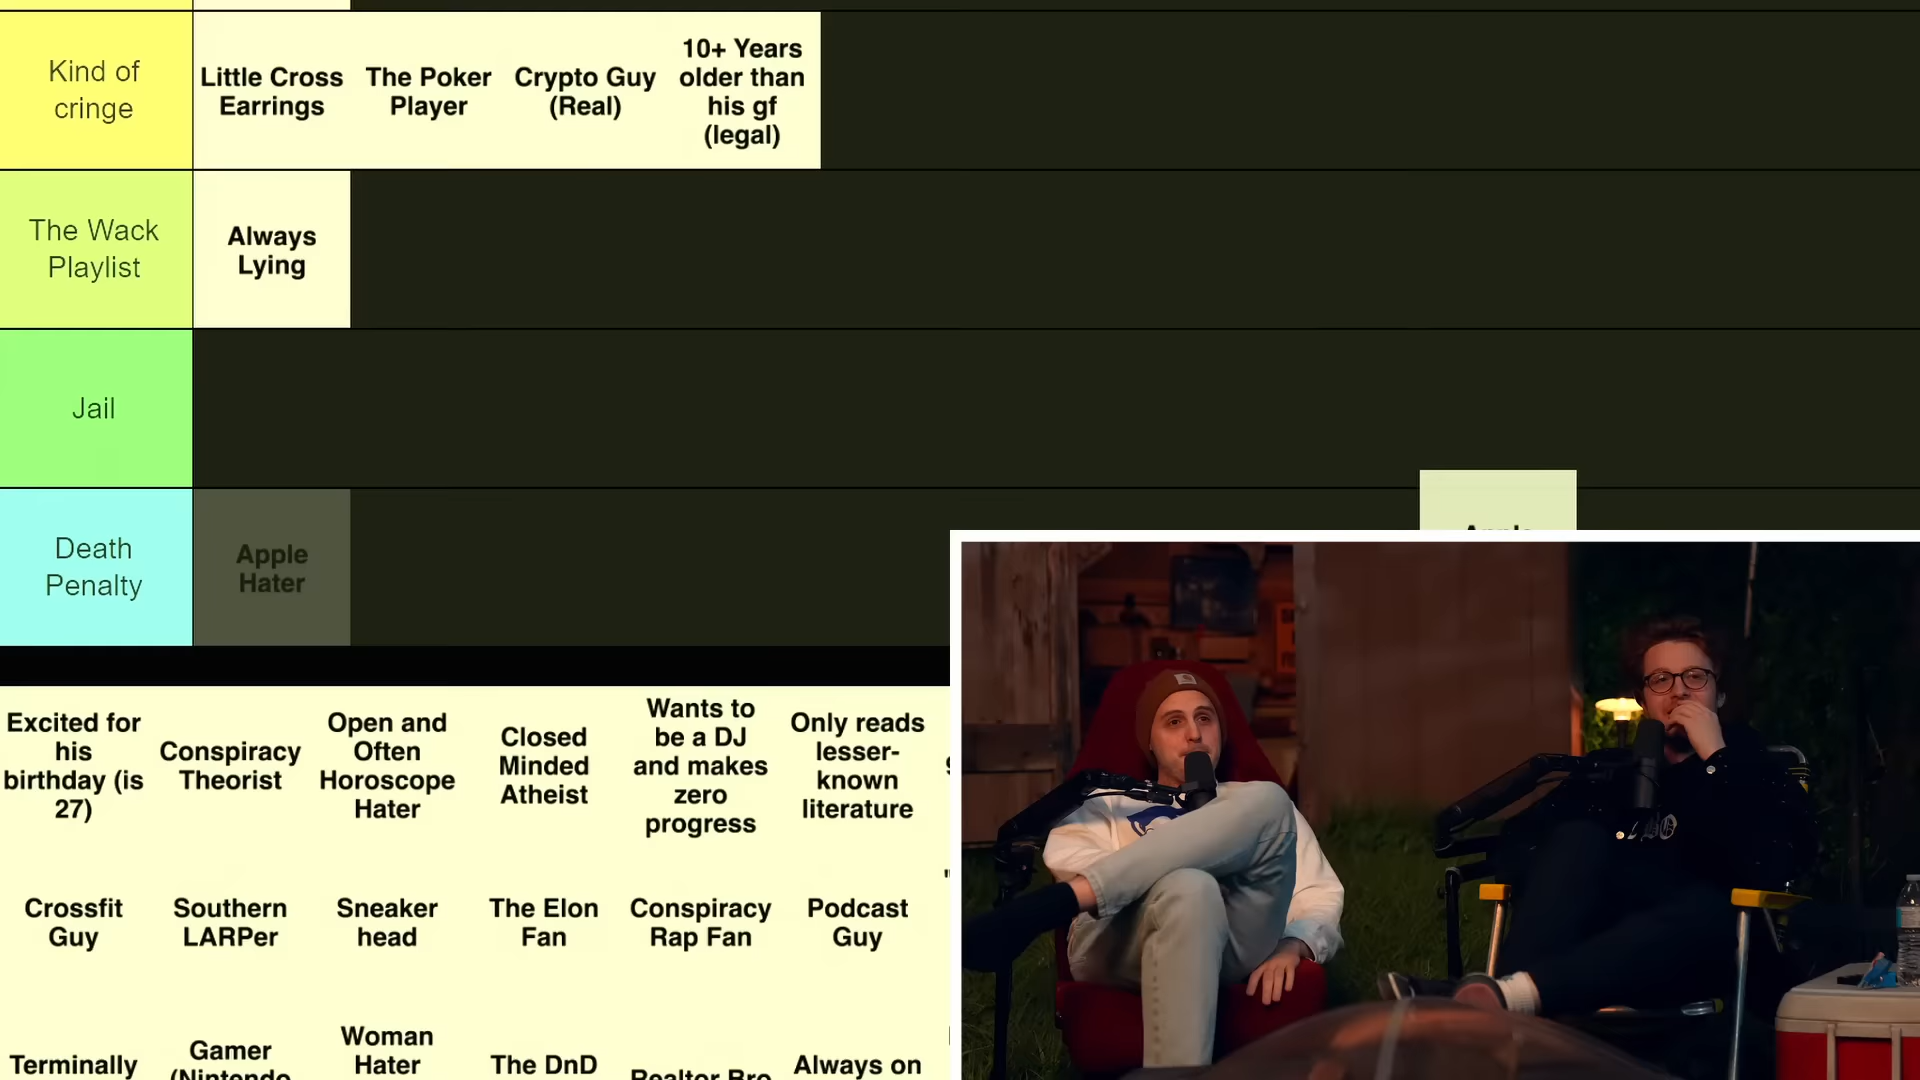 Kind of
cringe
Little Cross
Earrings
The Poker
Player
Crypto Guy
(Real)
10+ Years
older than
his gf
(legal)
The Wack
Playlist
Always
Lying
Jail
Death
Penalty
Apple
Hater
Apple
Excited for
his
birthday (is
27)
Conspiracy
Theorist
Open and
Often
Horoscope
Hater
Closed
Minded
Atheist
Wants to
be a DJ
and makes
zero
progress
Only reads
lesser-
known
literature
Crossfit
Guy
Southern
LARPer
Sneaker
head
The Elon
Fan
Conspiracy
Rap Fan
Podcast
Guy
Terminally
Gamer
(Nintendo
Woman
Hater
The DnD
Realtor Bro
Always on